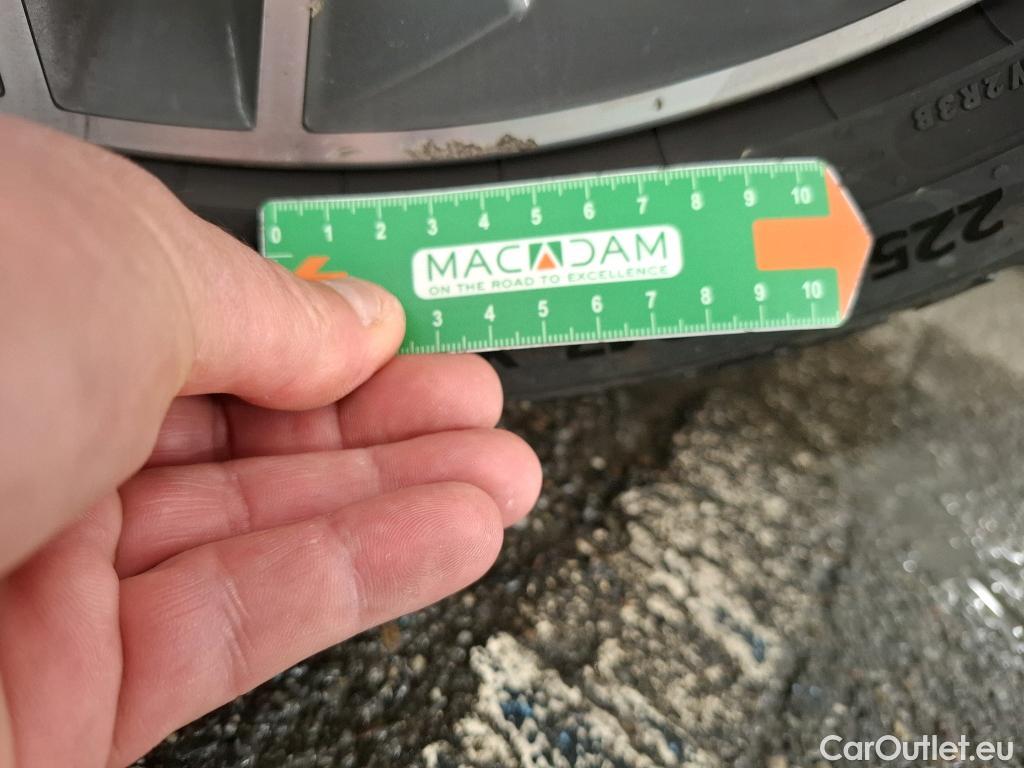 V2R3B
225
0 1 2 3 4 5 6 7 8 9 10
MACADAM
ON THE ROAD TO EXCELLENCE
3 4 5 6 7 8 9 10
CarOutlet.eu